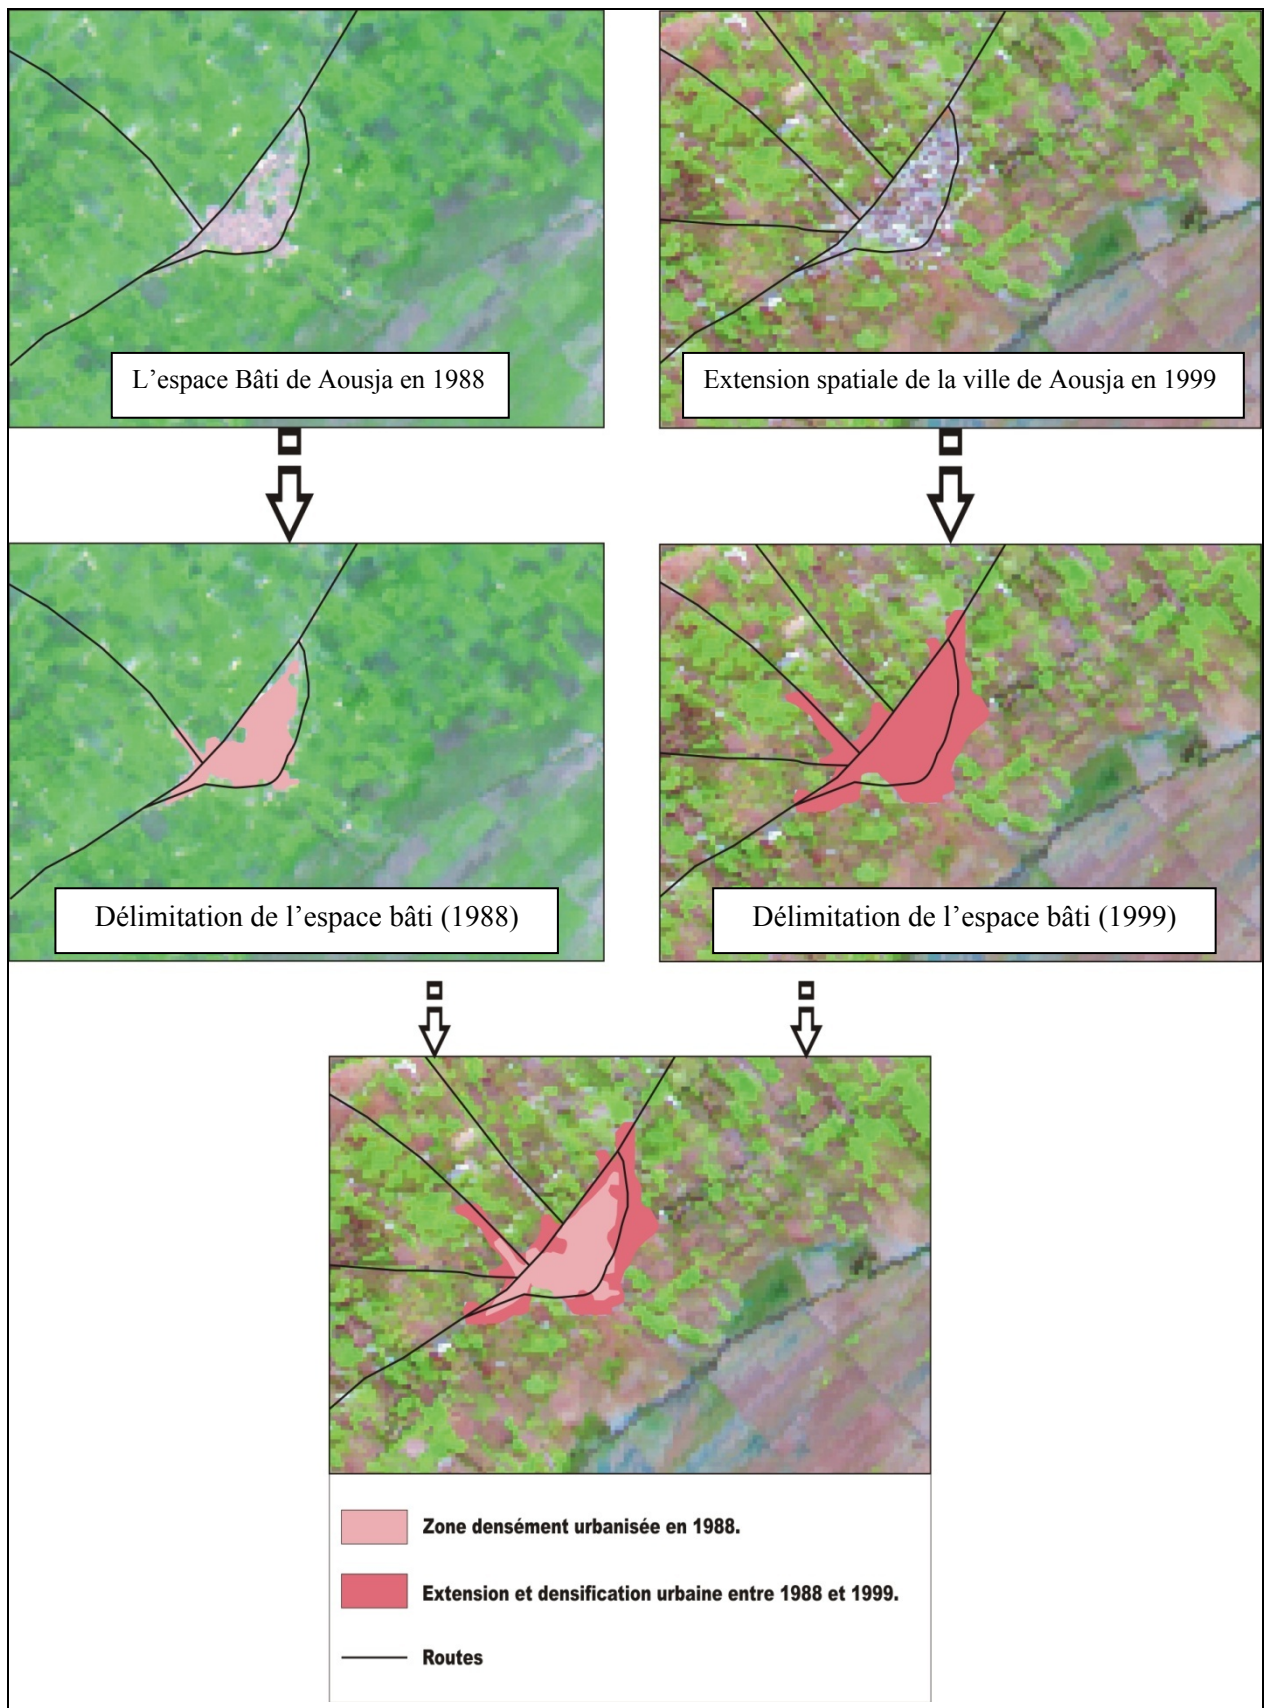 L’espace Bâti de Aousja en 1988
Extension spatiale de la ville de Aousja en 1999
Délimitation de l’espace bâti (1988)
Délimitation de l’espace bâti (1999)
Zone densément urbanisée en 1988.
Extension et densification urbaine entre 1988 et 1999.
Routes